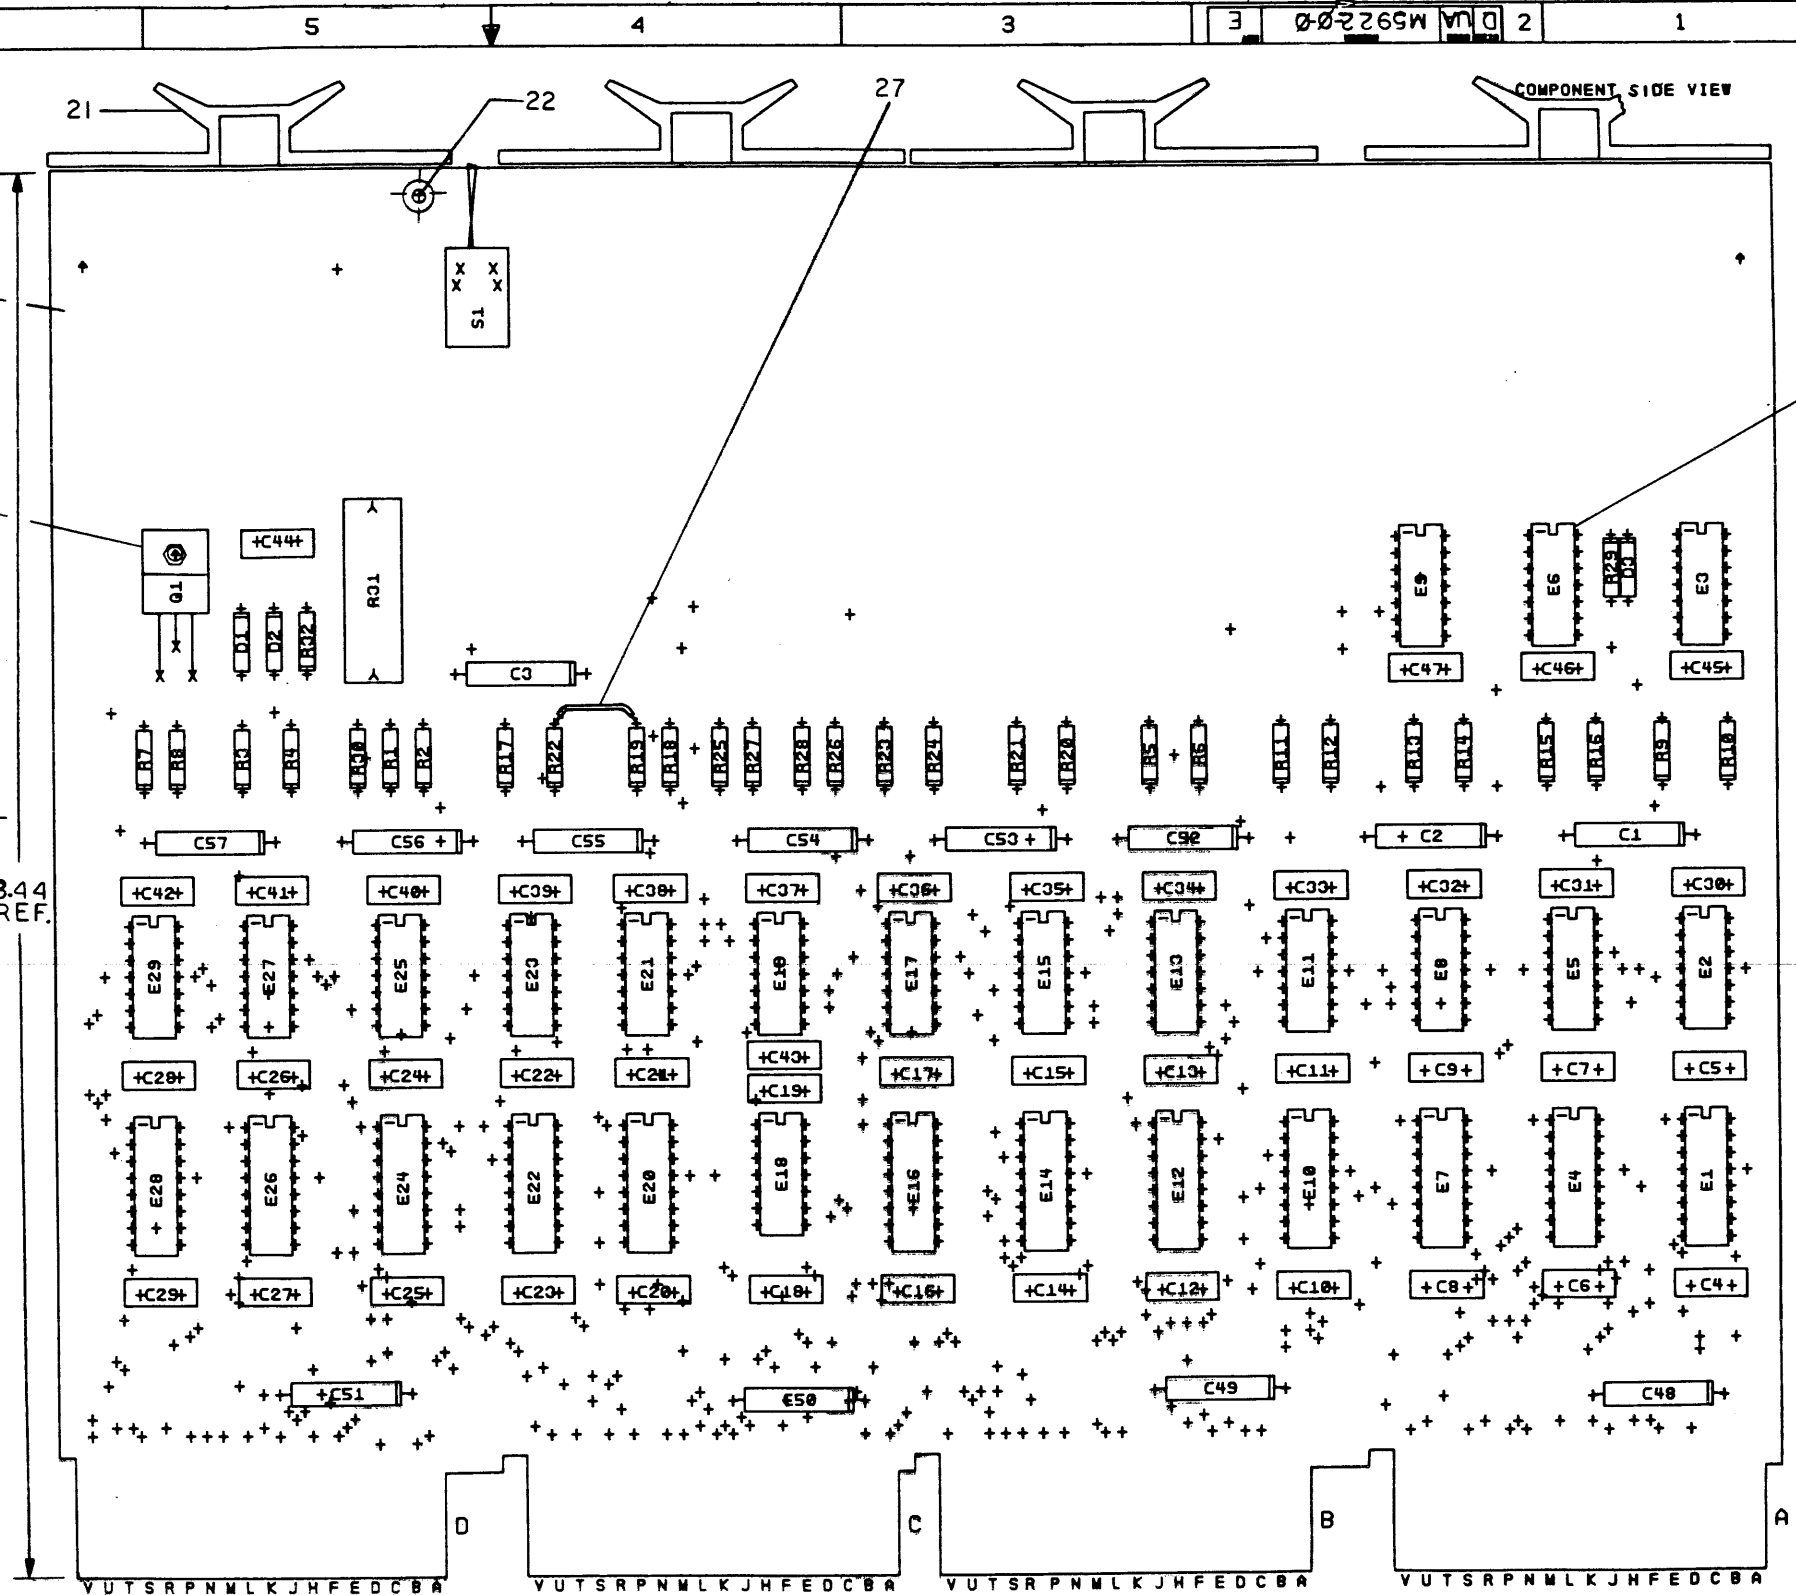 5 4 3 E M5922-0-0 UA D 2 1
COMPONENT SIDE VIEW
21 22 27
S1
+C44+
Q1 R31 E9 E6 R29 D3 E3
D1 D2 R32
C3 +C47+ +C46+ +C45+
R7 R8 R3 R4 R30 R1 R2 R17 R22 R19 R18 R25 R27 R28 R26 R23 R24 R21 R20 R5 R6 R11 R12 R13 R14 R15 R16 R9 R10
C57 C56 C55 C54 C53 C52 C2 C1
8.44
REF.
+C42+ +C41+ +C40+ +C39+ +C38+ +C37+ +C36+ +C35+ +C34+ +C33+ +C32+ +C31+ +C30+
E29 E27 E25 E23 E21 E19 E17 E15 E13 E11 E8 E5 E2
+C43+
+C28+ +C26+ +C24+ +C22+ +C21+ +C19+ +C17+ +C15+ +C13+ +C11+ +C9+ +C7+ +C5+
E28 E26 E24 E22 E20 E18 E16 E14 E12 E10 E7 E4 E1
+C29+ +C27+ +C25+ +C23+ +C20+ +C18+ +C16+ +C14+ +C12+ +C10+ +C8+ +C6+ +C4+
C51 C50 C49 C48
D C B A
V U T S R P N M L K J H F E D C B A V U T S R P N M L K J H F E D C B A V U T S R P N M L K J H F E D C B A V U T S R P N M L K J H F E D C B A